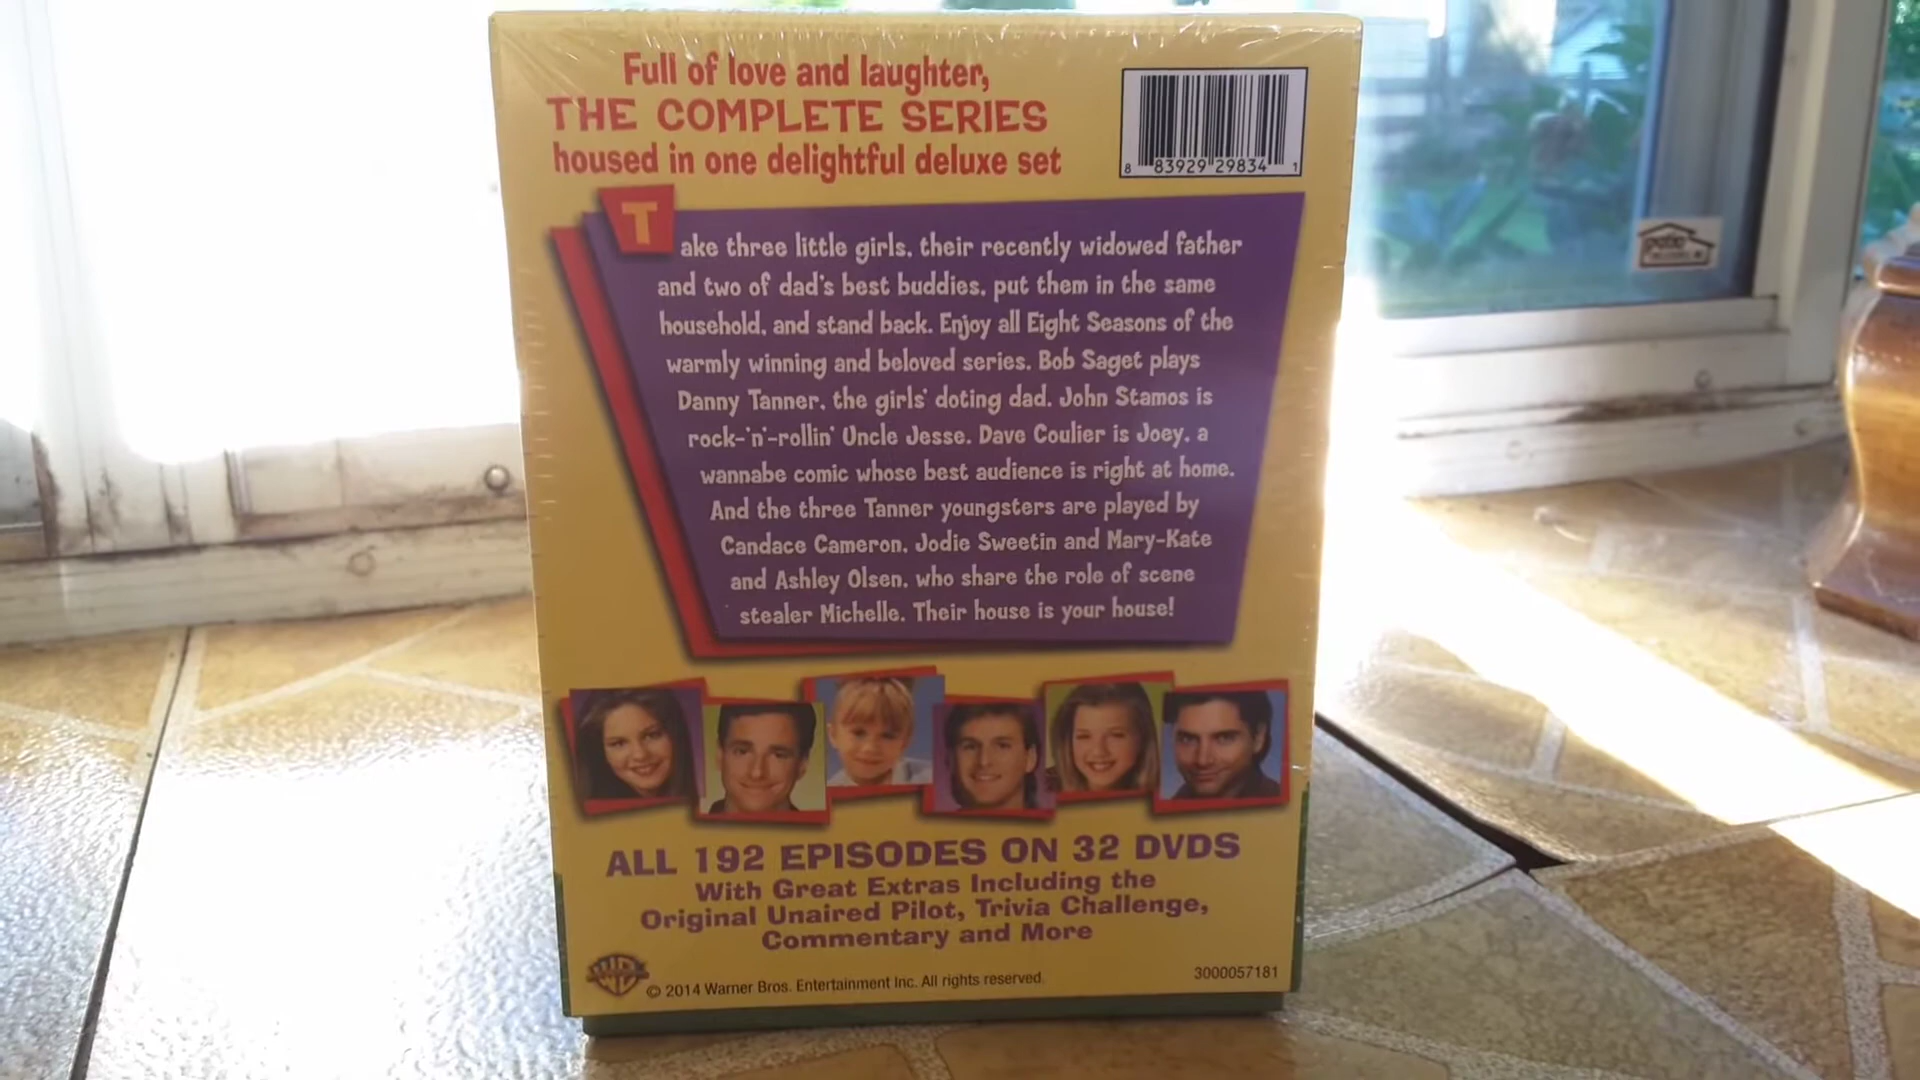 Full of love and laughter,
THE COMPLETE SERIES
housed in one delightful deluxe set
8 83929 29834 1
Take three little girls, their recently widowed father
and two of dad's best buddies, put them in the same
household, and stand back. Enjoy all Eight Seasons of the
warmly winning and beloved series. Bob Saget plays
Danny Tanner, the girls' doting dad. John Stamos is
rock-'n'-rollin' Uncle Jesse. Dave Coulier is Joey, a
wannabe comic whose best audience is right at home.
And the three Tanner youngsters are played by
Candace Cameron, Jodie Sweetin and Mary-Kate
and Ashley Olsen, who share the role of scene
stealer Michelle. Their house is your house!
ALL 192 EPISODES ON 32 DVDS
With Great Extras Including the
Original Unaired Pilot, Trivia Challenge,
Commentary and More
WB
© 2014 Warner Bros. Entertainment Inc. All rights reserved.
3000057181